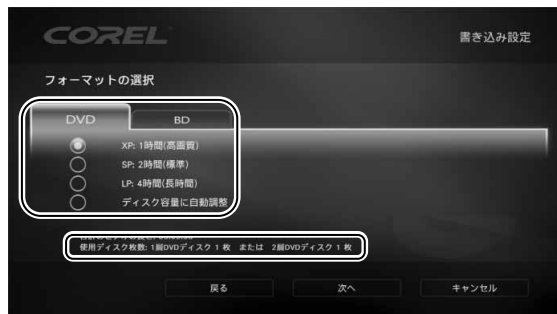 COREL
書き込み設定
フォーマットの選択
DVD
BD
XP: 1時間(高画質)
SP: 2時間(標準)
LP: 4時間(長時間)
ディスク容量に自動調整
使用ディスク枚数: 1層DVDディスク 1 枚 または 2層DVDディスク 1 枚
戻る
次へ
キャンセル